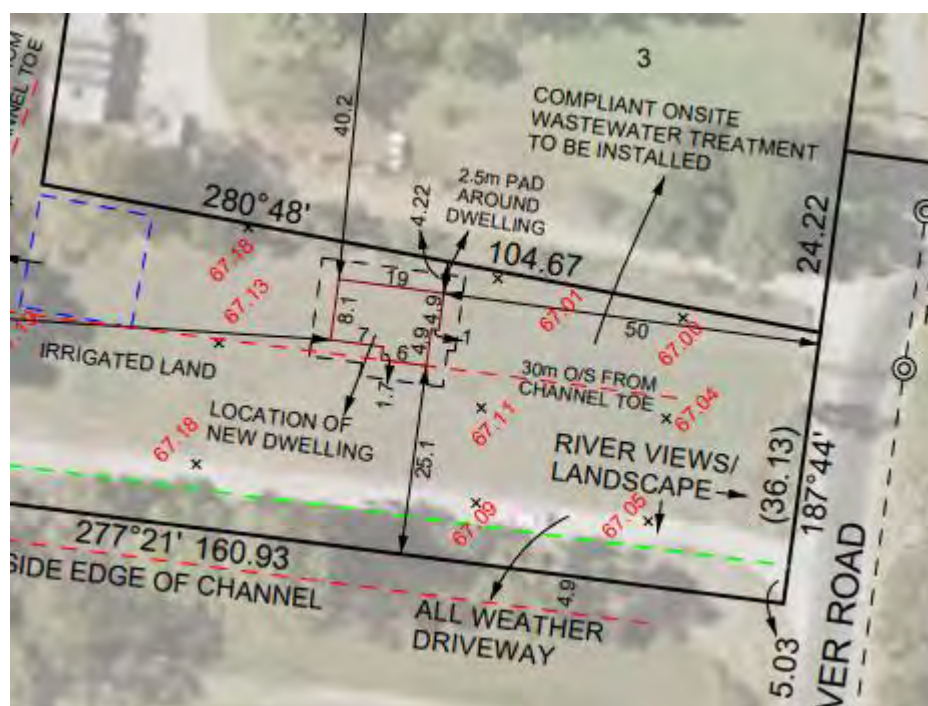 3
COMPLIANT ONSITE
WASTEWATER TREATMENT
TO BE INSTALLED
CHANNEL TOE
40.2
2.5m PAD
AROUND
DWELLING
4.22
280°48'
104.67
24.22
67.18
67.13
67.01
67.06
19
8.1
4.9
4.9
50
7
6
1
1.7
IRRIGATED LAND
30m O/S FROM
CHANNEL TOE
67.11
67.04
LOCATION OF
NEW DWELLING
67.18
25.1
RIVER VIEWS/
LANDSCAPE
(36.13)
187°44'
67.09
67.05
277°21' 160.93
SIDE EDGE OF CHANNEL
4.9
ALL WEATHER
DRIVEWAY
5.03
VER ROAD